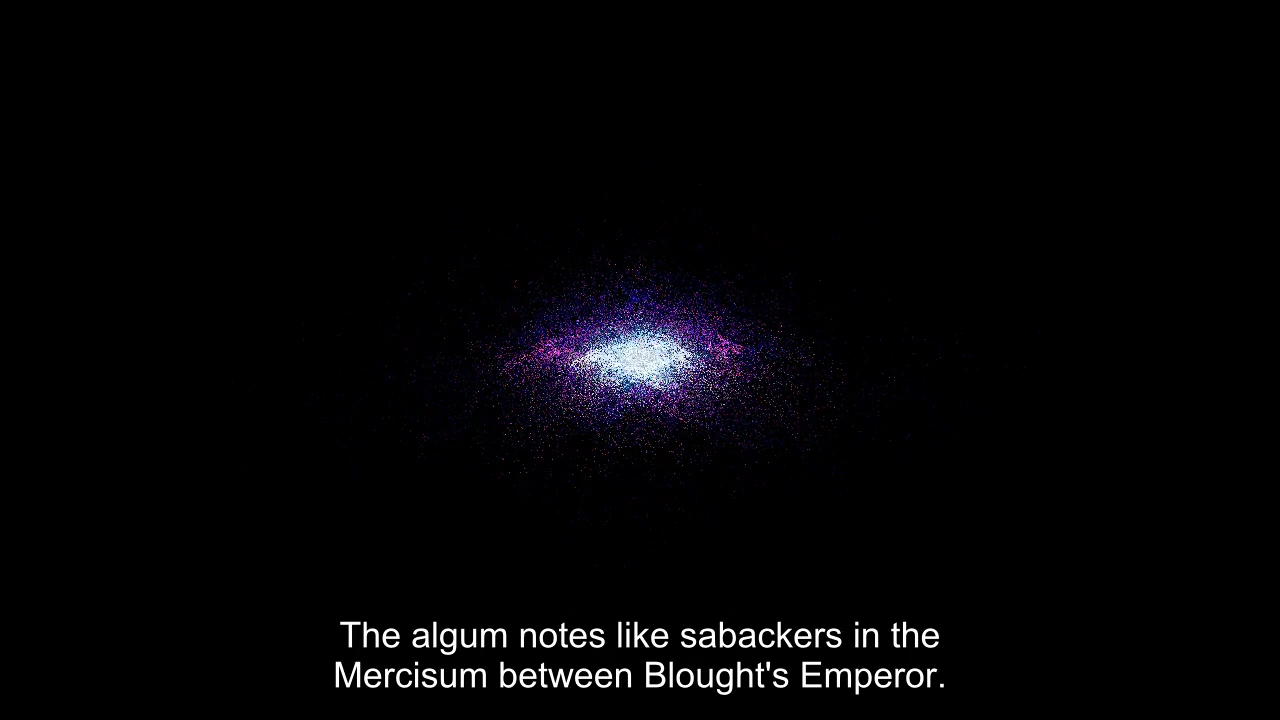 The algum notes like sabackers in the
Mercisum between Blought's Emperor.